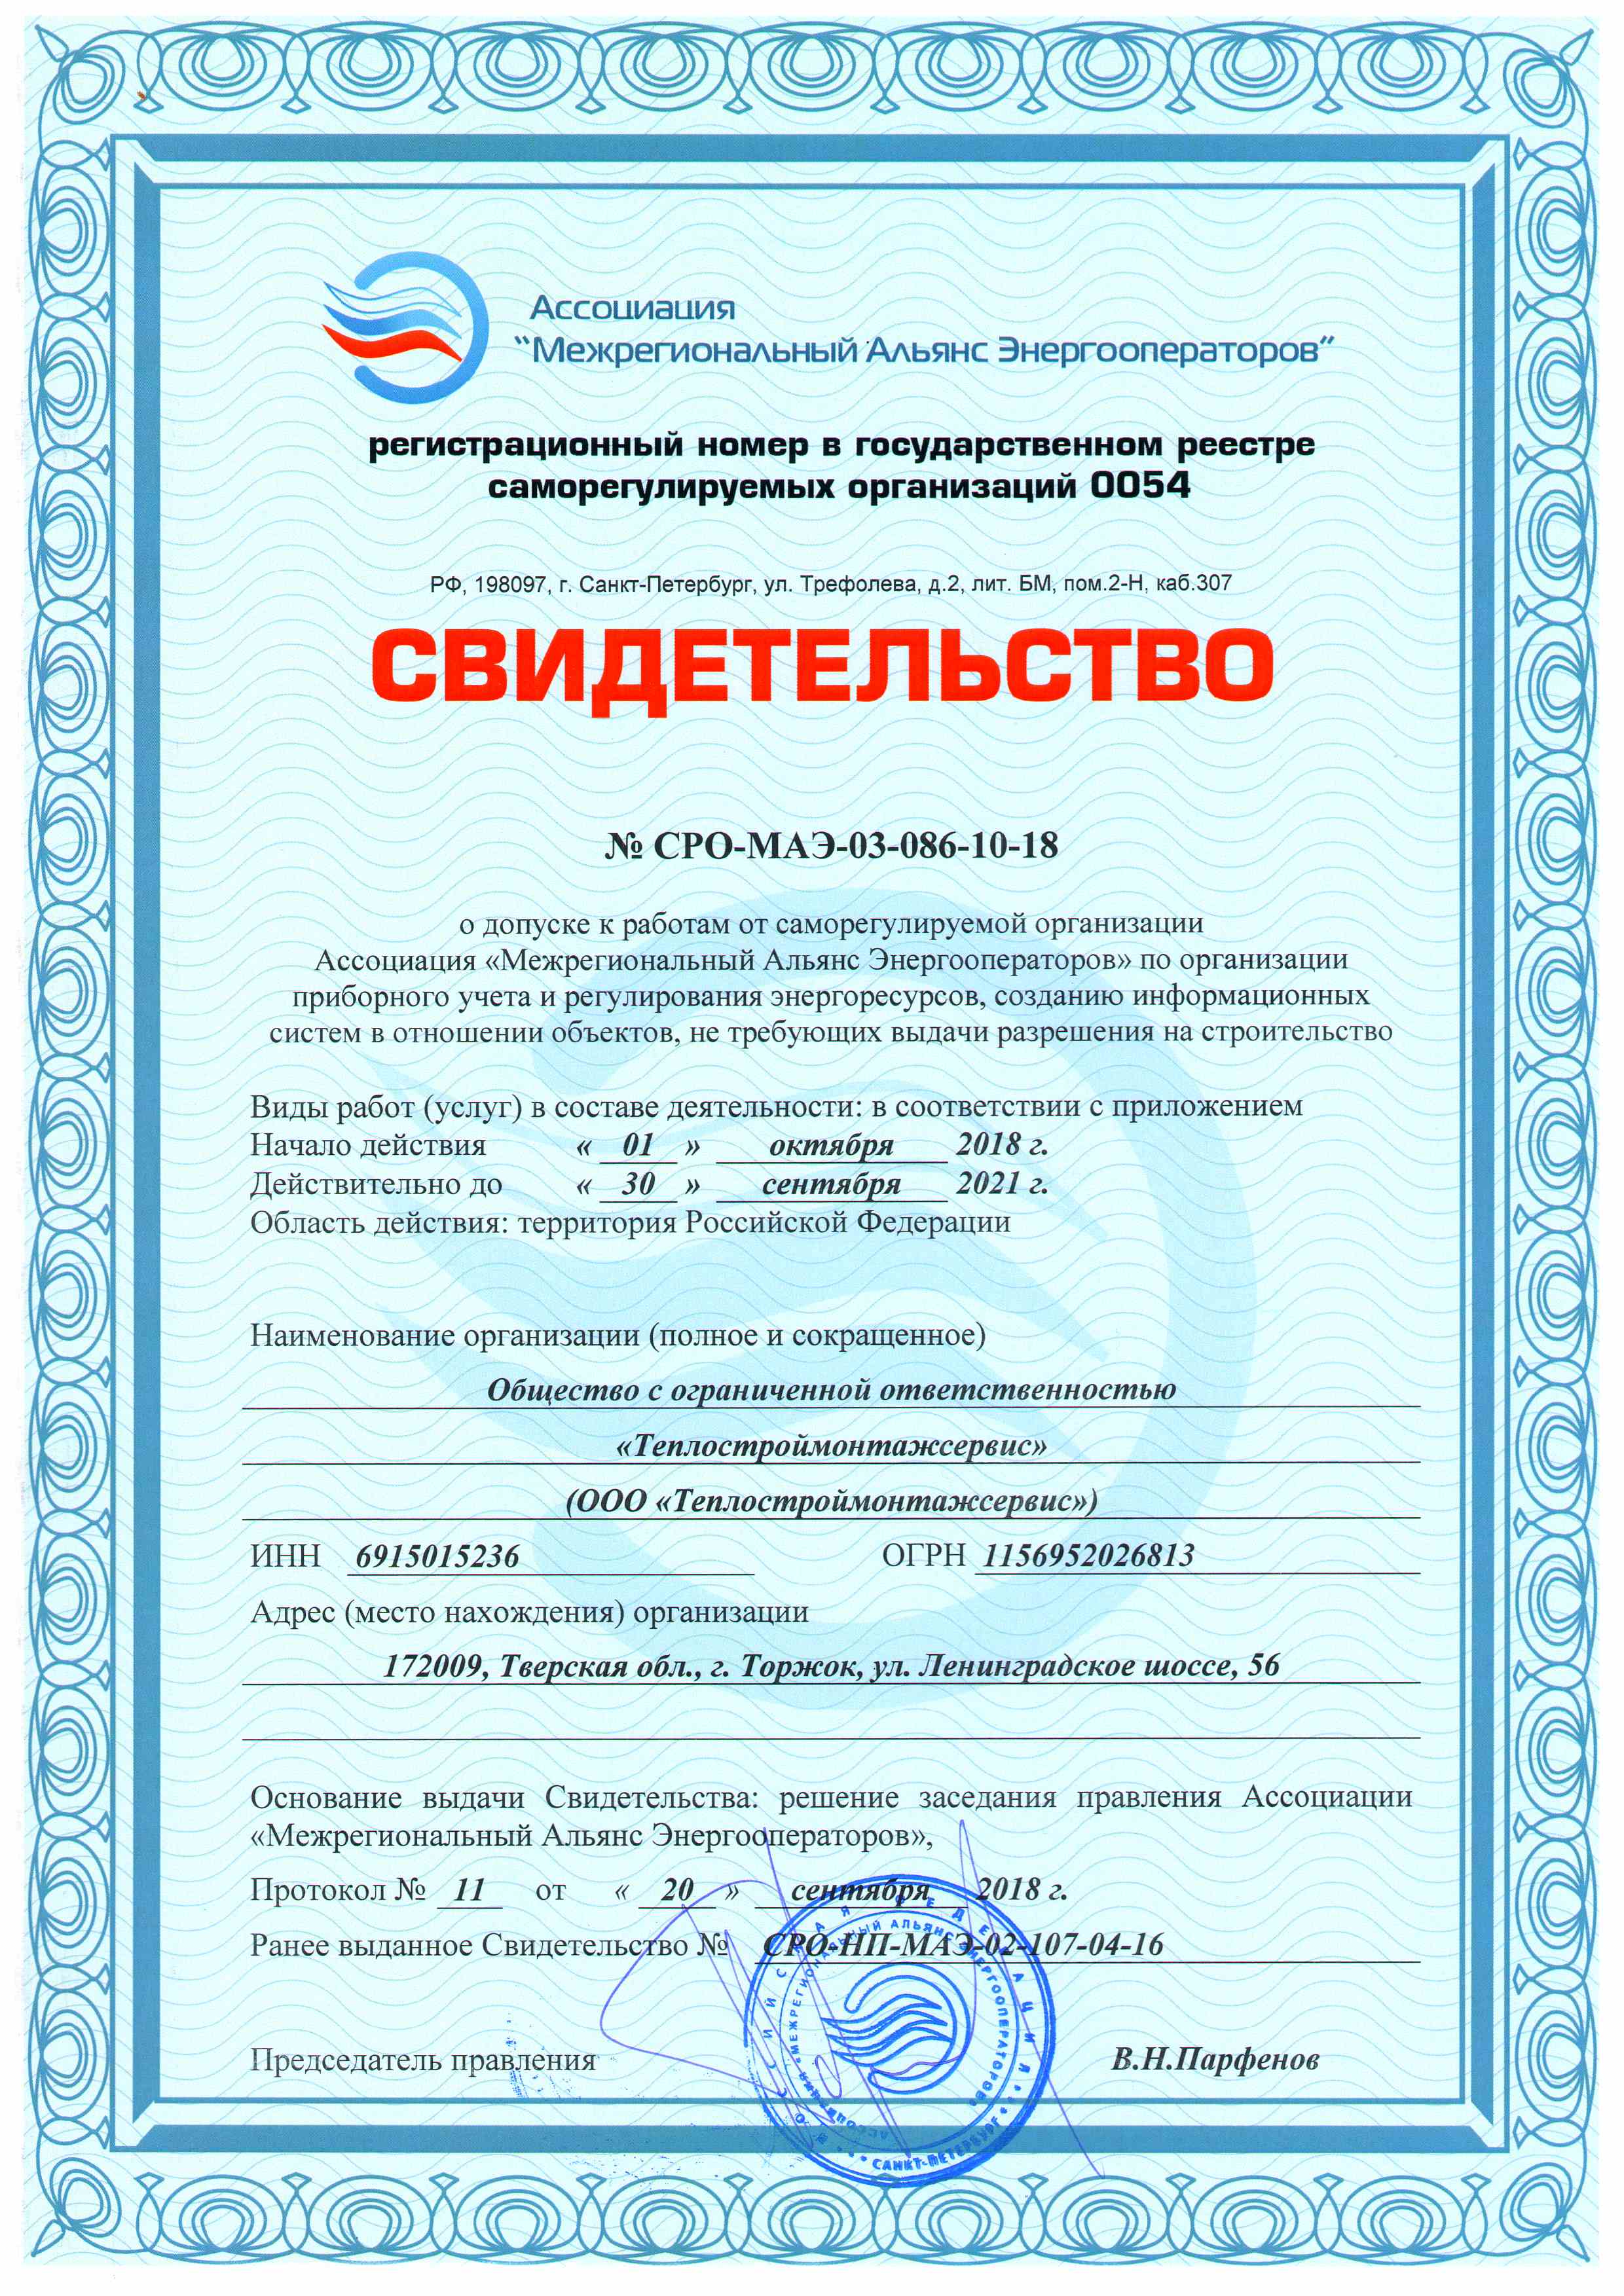 Ассоциация
“Межрегиональный Альянс Энергооператоров”
регистрационный номер в государственном реестре
саморегулируемых организаций 0054
РФ, 198097, г. Санкт-Петербург, ул. Трефолева, д.2, лит. БМ, пом.2-Н, каб.307
СВИДЕТЕЛЬСТВО
№ СРО-МАЭ-03-086-10-18
о допуске к работам от саморегулируемой организации
Ассоциация «Межрегиональный Альянс Энергооператоров» по организации
приборного учета и регулирования энергоресурсов, созданию информационных
систем в отношении объектов, не требующих выдачи разрешения на строительство
Виды работ (услуг) в составе деятельности: в соответствии с приложением
Начало действия « 01 » октября 2018 г.
Действительно до « 30 » сентября 2021 г.
Область действия: территория Российской Федерации
Наименование организации (полное и сокращенное)
Общество с ограниченной ответственностью
«Теплостроймонтажсервис»
(ООО «Теплостроймонтажсервис»)
ИНН 6915015236 ОГРН 1156952026813
Адрес (место нахождения) организации
172009, Тверская обл., г. Торжок, ул. Ленинградское шоссе, 56
Основание выдачи Свидетельства: решение заседания правления Ассоциации
«Межрегиональный Альянс Энергооператоров»,
Протокол № 11 от « 20 » сентября 2018 г.
Ранее выданное Свидетельство № СРО-НП-МАЭ-02-107-04-16
Председатель правления В.Н.Парфенов
РОССИЙСКАЯ ФЕДЕРАЦИЯ
САНКТ-ПЕТЕРБУРГ
АССОЦИАЦИЯ «МЕЖРЕГИОНАЛЬНЫЙ АЛЬЯНС ЭНЕРГООПЕРАТОРОВ»